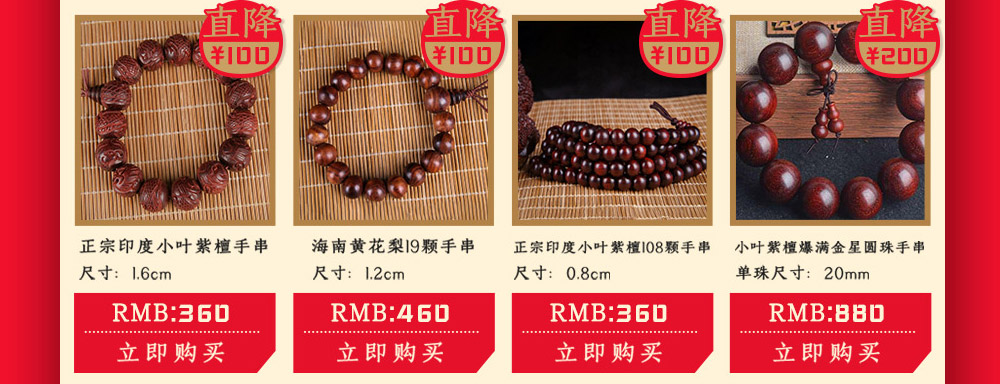 直降
¥100
正宗印度小叶紫檀手串
尺寸: 1.6cm
RMB:360
立即购买
直降
¥100
海南黄花梨19颗手串
尺寸: 1.2cm
RMB:460
立即购买
直降
¥100
正宗印度小叶紫檀108颗手串
尺寸: 0.8cm
RMB:360
立即购买
直降
¥200
小叶紫檀爆满金星圆珠手串
单珠尺寸: 20mm
RMB:880
立即购买